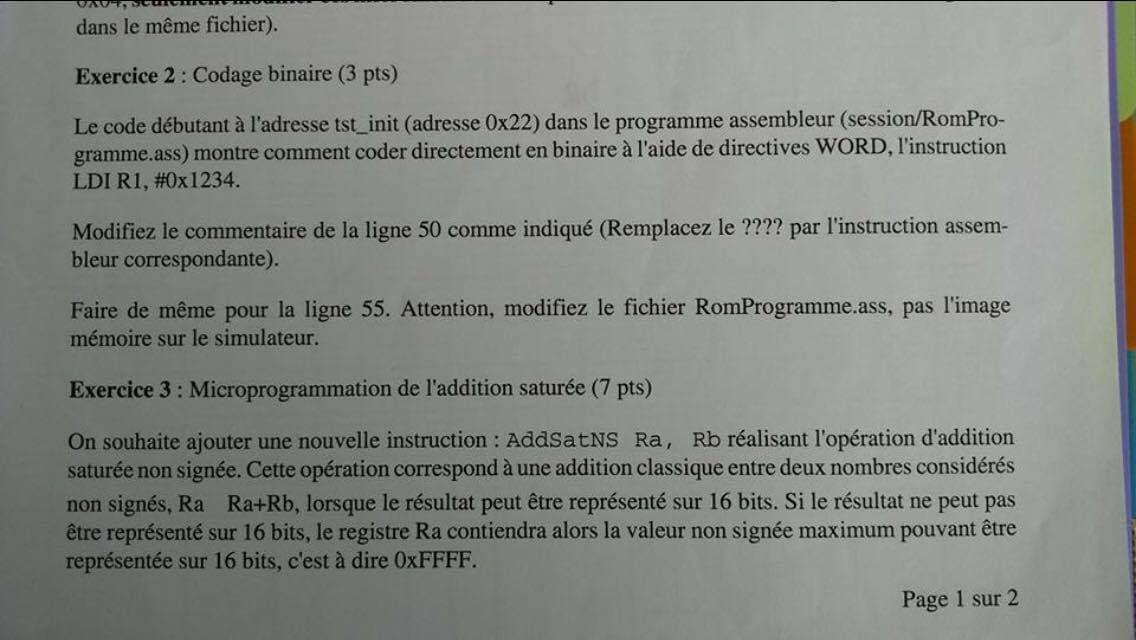 0x04, seulement modifier
dans le même fichier).
Exercice 2 : Codage binaire (3 pts)
Le code débutant à l'adresse tst_init (adresse 0x22) dans le programme assembleur (session/RomPro-
gramme.ass) montre comment coder directement en binaire à l'aide de directives WORD, l'instruction
LDI R1, #0x1234.
Modifiez le commentaire de la ligne 50 comme indiqué (Remplacez le ???? par l'instruction assem-
bleur correspondante).
Faire de même pour la ligne 55. Attention, modifiez le fichier RomProgramme.ass, pas l'image
mémoire sur le simulateur.
Exercice 3 : Microprogrammation de l'addition saturée (7 pts)
On souhaite ajouter une nouvelle instruction : AddSatNS Ra, Rb réalisant l'opération d'addition
saturée non signée. Cette opération correspond à une addition classique entre deux nombres considérés
non signés, Ra Ra+Rb, lorsque le résultat peut être représenté sur 16 bits. Si le résultat ne peut pas
être représenté sur 16 bits, le registre Ra contiendra alors la valeur non signée maximum pouvant être
représentée sur 16 bits, c'est à dire 0xFFFF.
Page 1 sur 2